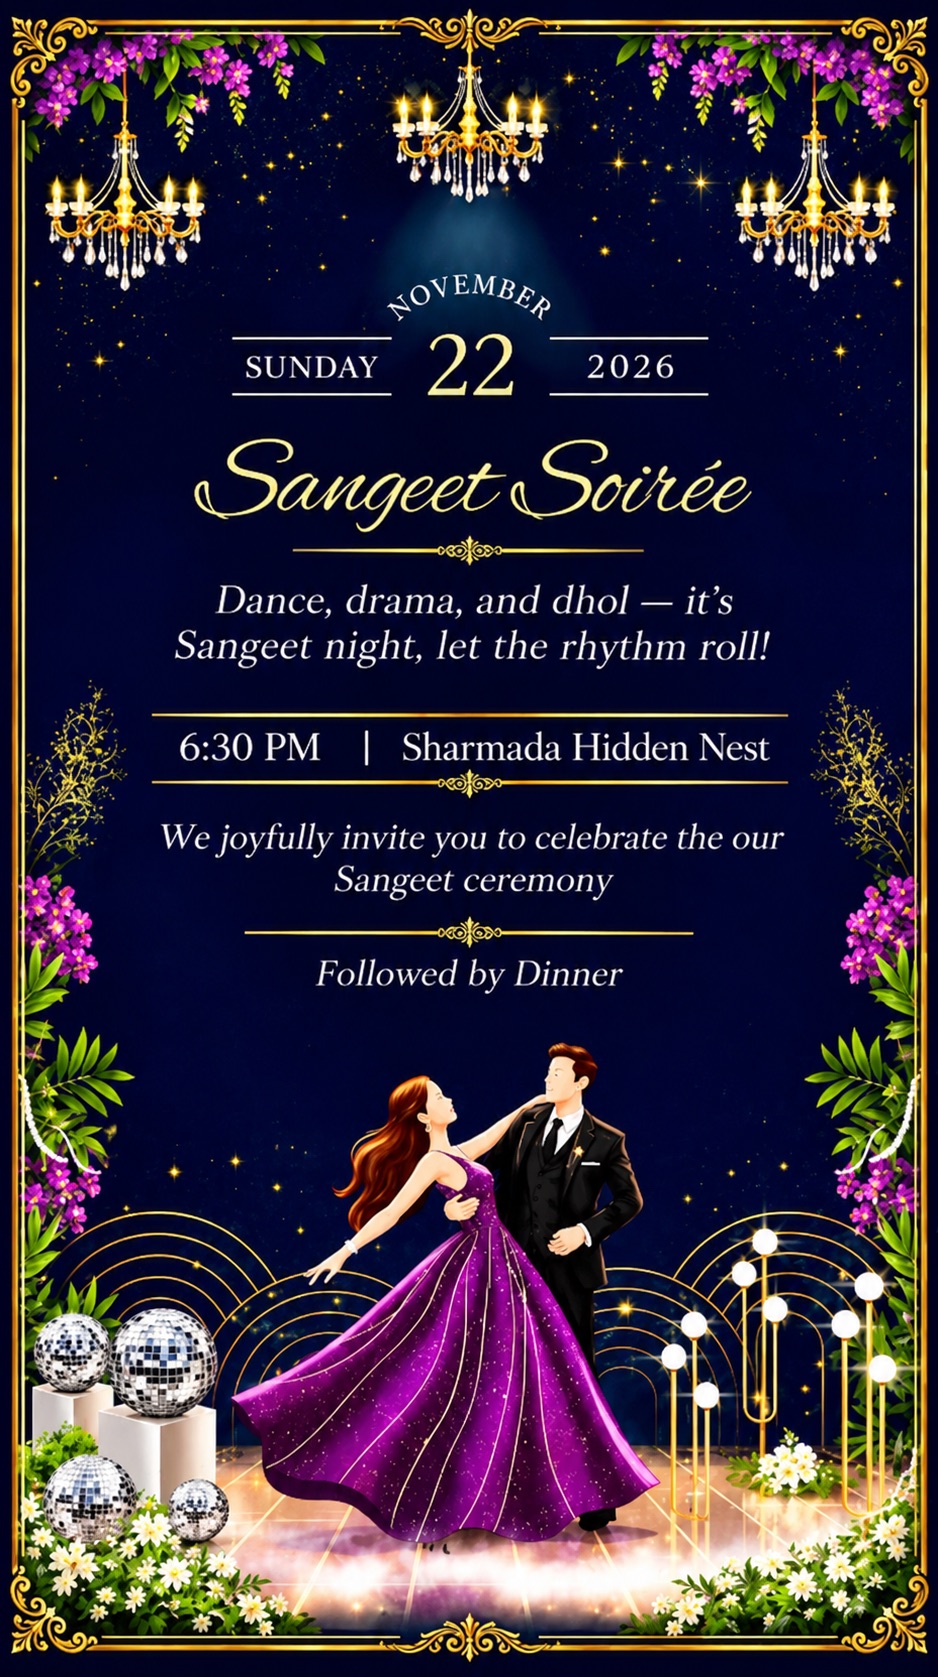 NOVEMBER
SUNDAY 22 2026
Sangeet Soirée
Dance, drama, and dhol — it's
Sangeet night, let the rhythm roll!
6:30 PM | Sharmada Hidden Nest
We joyfully invite you to celebrate the our
Sangeet ceremony
Followed by Dinner